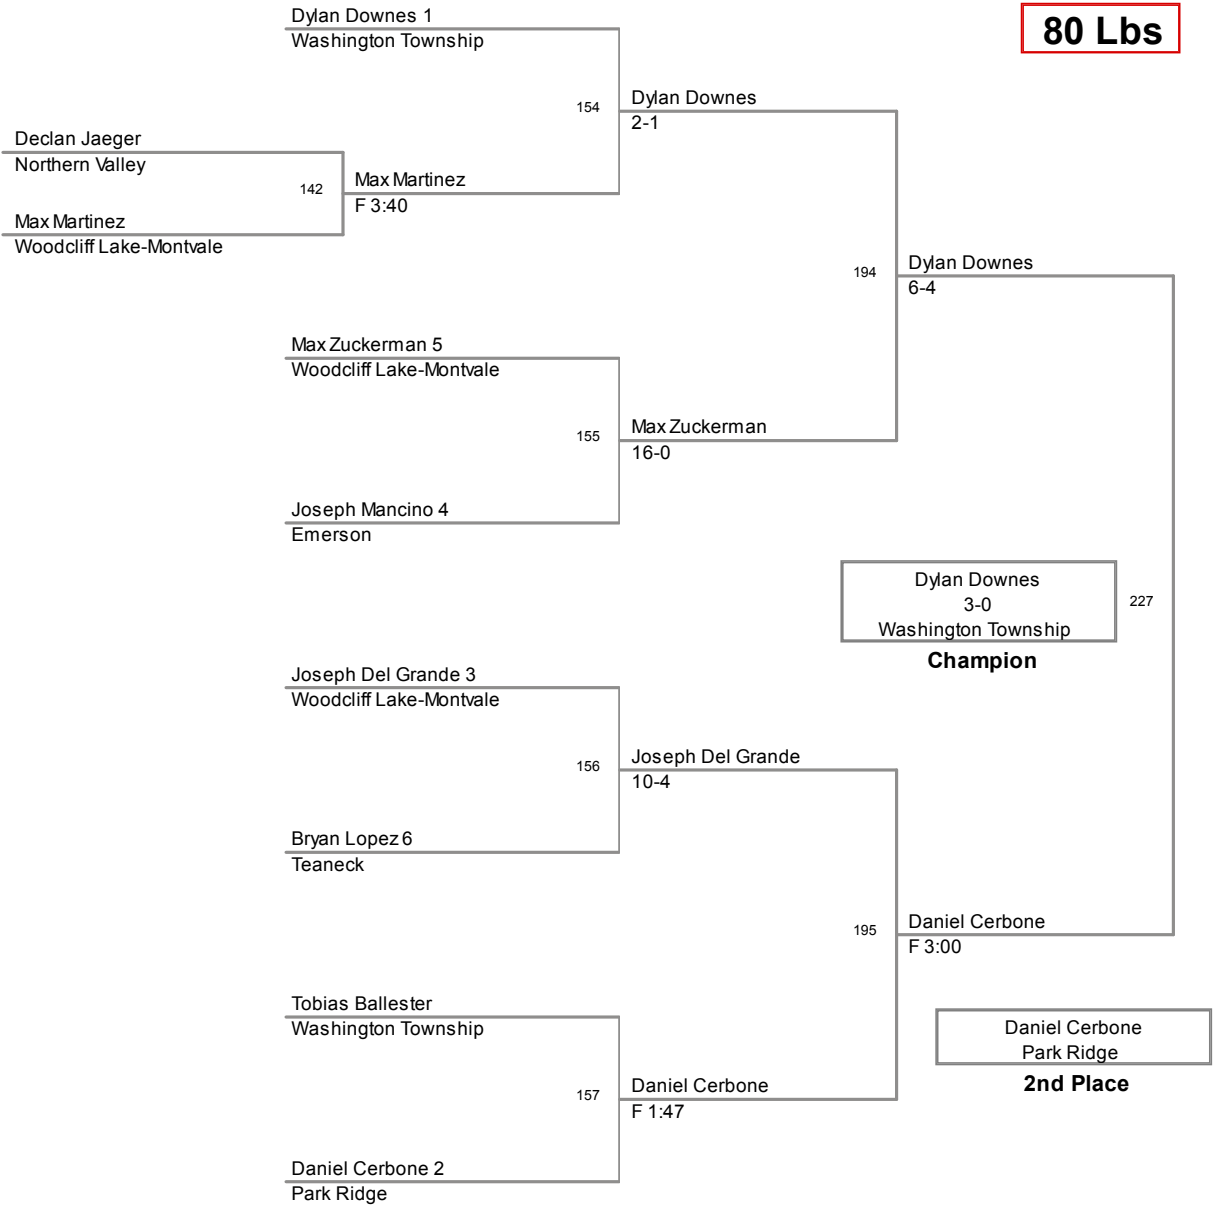 Dylan Downes 1
80 Lbs
Washington Township
154
Dylan Downes
2-1
Declan Jaeger
Northern Valley
142
Max Martinez
F 3:40
Max Martinez
Woodcliff Lake-Montvale
194
Dylan Downes
6-4
Max Zuckerman 5
Woodcliff Lake-Montvale
155
Max Zuckerman
16-0
Joseph Mancino 4
Emerson
Dylan Downes
3-0
Washington Township
227
Champion
Joseph Del Grande 3
Woodcliff Lake-Montvale
156
Joseph Del Grande
10-4
Bryan Lopez 6
Teaneck
195
Daniel Cerbone
F 3:00
Tobias Ballester
Washington Township
Daniel Cerbone
Park Ridge
2nd Place
157
Daniel Cerbone
F 1:47
Daniel Cerbone 2
Park Ridge